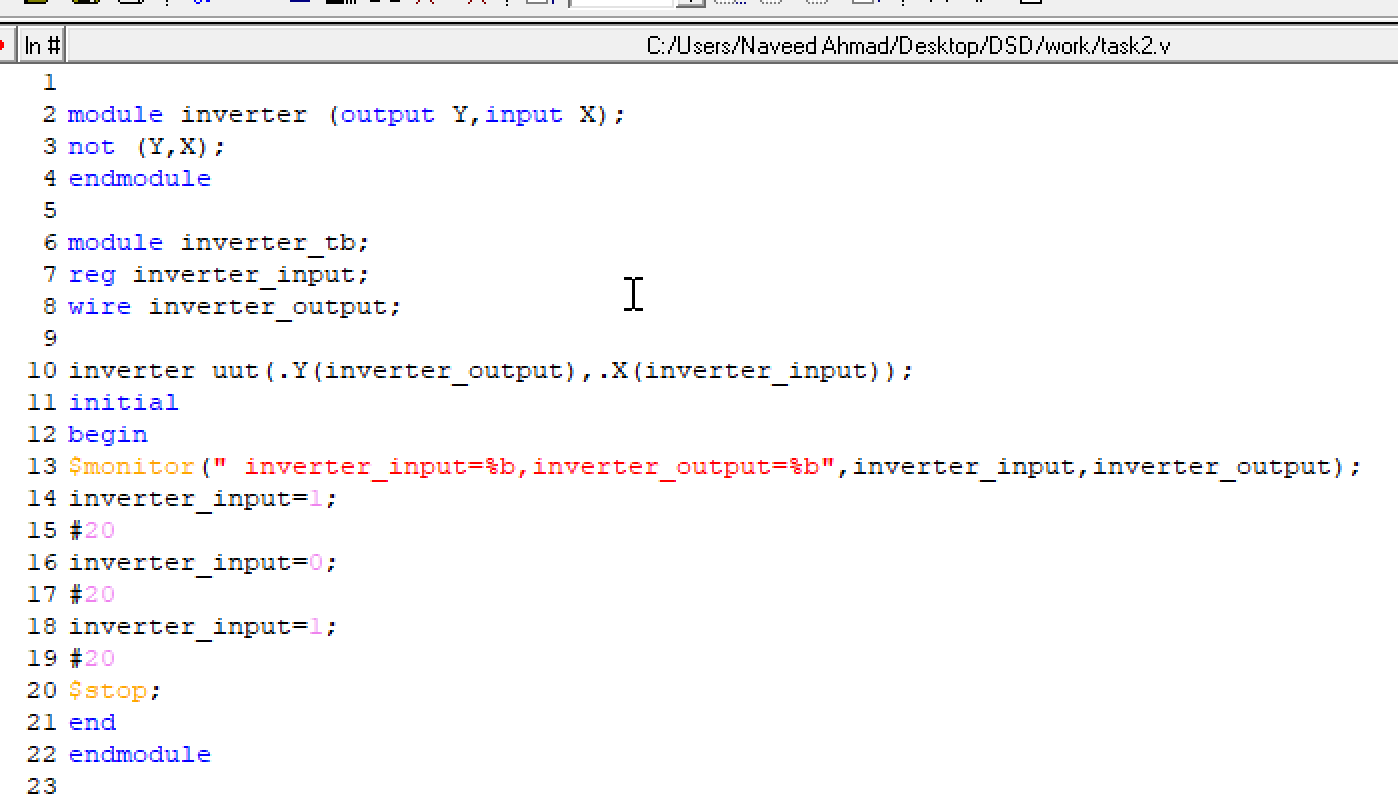 ln #
C:/Users/Naveed Ahmad/Desktop/DSD/work/task2.v
1
2 module inverter (output Y,input X);
3 not (Y,X);
4 endmodule
5
6 module inverter_tb;
7 reg inverter_input;
8 wire inverter_output;
9
10 inverter uut(.Y(inverter_output),.X(inverter_input));
11 initial
12 begin
13 $monitor(" inverter_input=%b,inverter_output=%b",inverter_input,inverter_output);
14 inverter_input=1;
15 #20
16 inverter_input=0;
17 #20
18 inverter_input=1;
19 #20
20 $stop;
21 end
22 endmodule
23